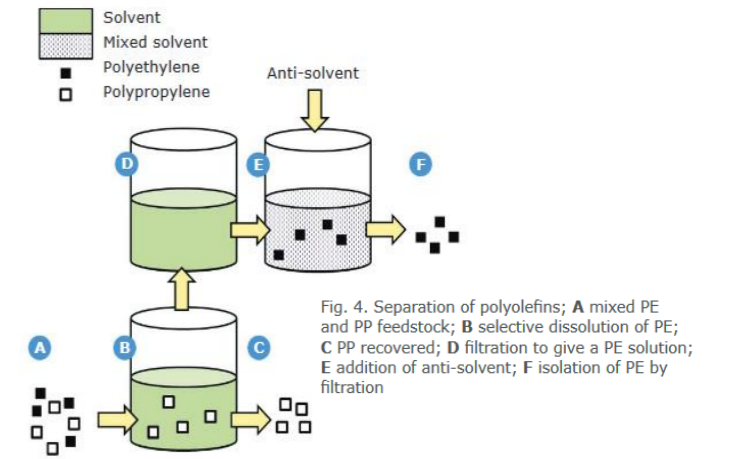 Solvent
Mixed solvent
Polyethylene
Polypropylene
Anti-solvent
D
E
F
A
B
C
Fig. 4. Separation of polyolefins; A mixed PE
and PP feedstock; B selective dissolution of PE;
C PP recovered; D filtration to give a PE solution;
E addition of anti-solvent; F isolation of PE by
filtration